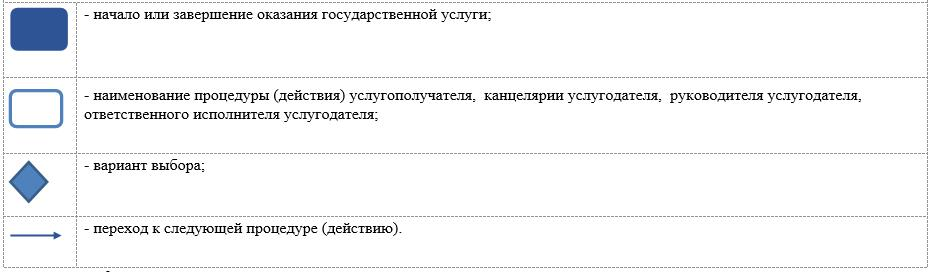 - начало или завершение оказания государственной услуги;
- наименование процедуры (действия) услугополучателя, канцелярии услугодателя, руководителя услугодателя,
ответственного исполнителя услугодателя;
- вариант выбора;
- переход к следующей процедуре (действию).